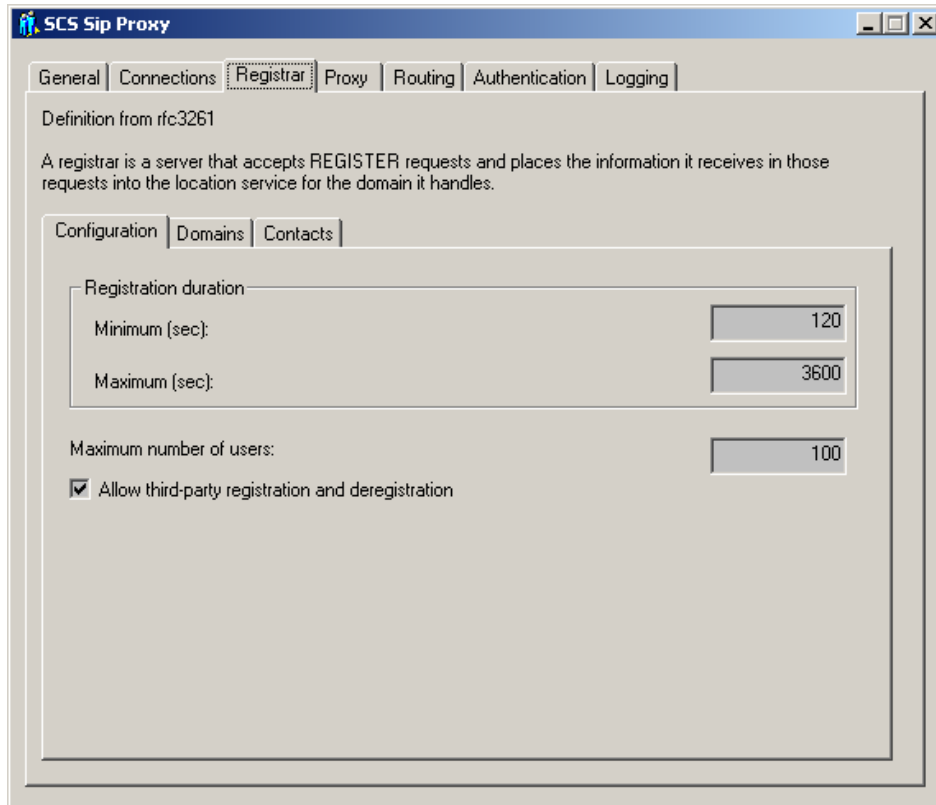 SCS Sip Proxy
General Connections Registrar Proxy Routing Authentication Logging
Definition from rfc3261
A registrar is a server that accepts REGISTER requests and places the information it receives in those
requests into the location service for the domain it handles.
Configuration Domains Contacts
Registration duration
Minimum (sec): 120
Maximum (sec): 3600
Maximum number of users: 100
Allow third-party registration and deregistration